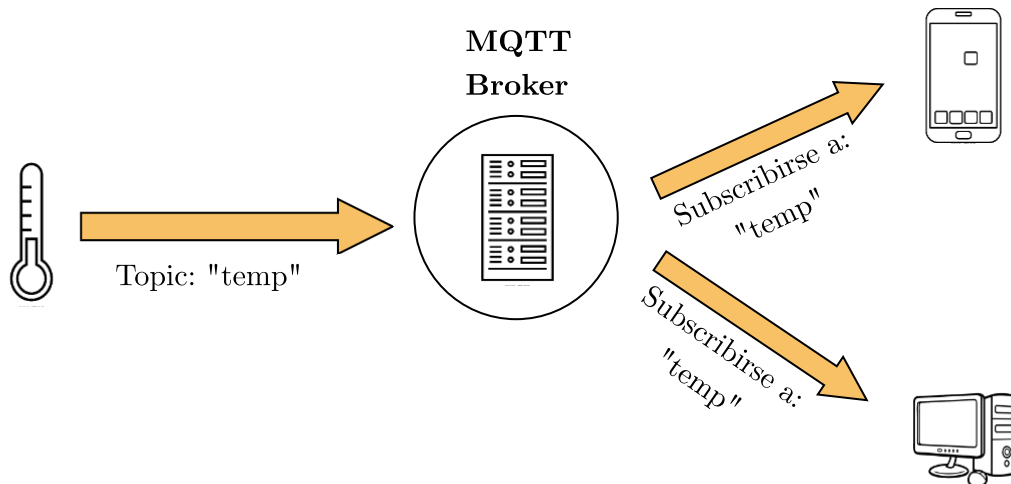 MQTT
Broker
Topic: "temp"
Subscribirse a:
"temp"
Subscribirse a:
"temp"